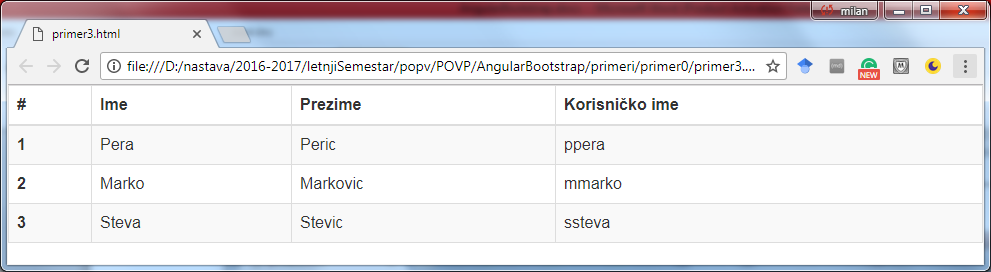 milan
primer3.html
file:///D:/nastava/2016-2017/letnjiSemestar/popv/POVP/AngularBootstrap/primeri/primer0/primer3....
NEW
# Ime Prezime Korisničko ime
1 Pera Peric ppera
2 Marko Markovic mmarko
3 Steva Stevic ssteva